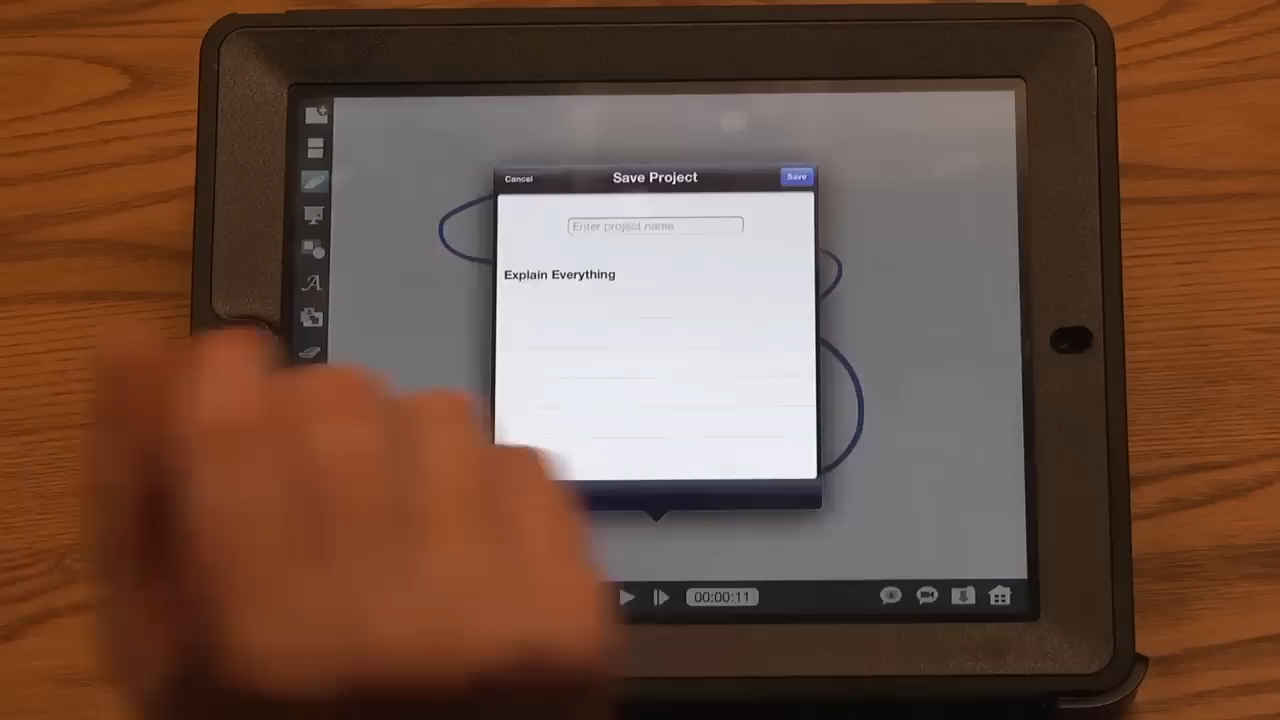 Cancel
Save Project
Save
Enter project name
Explain Everything
A
00:00:11